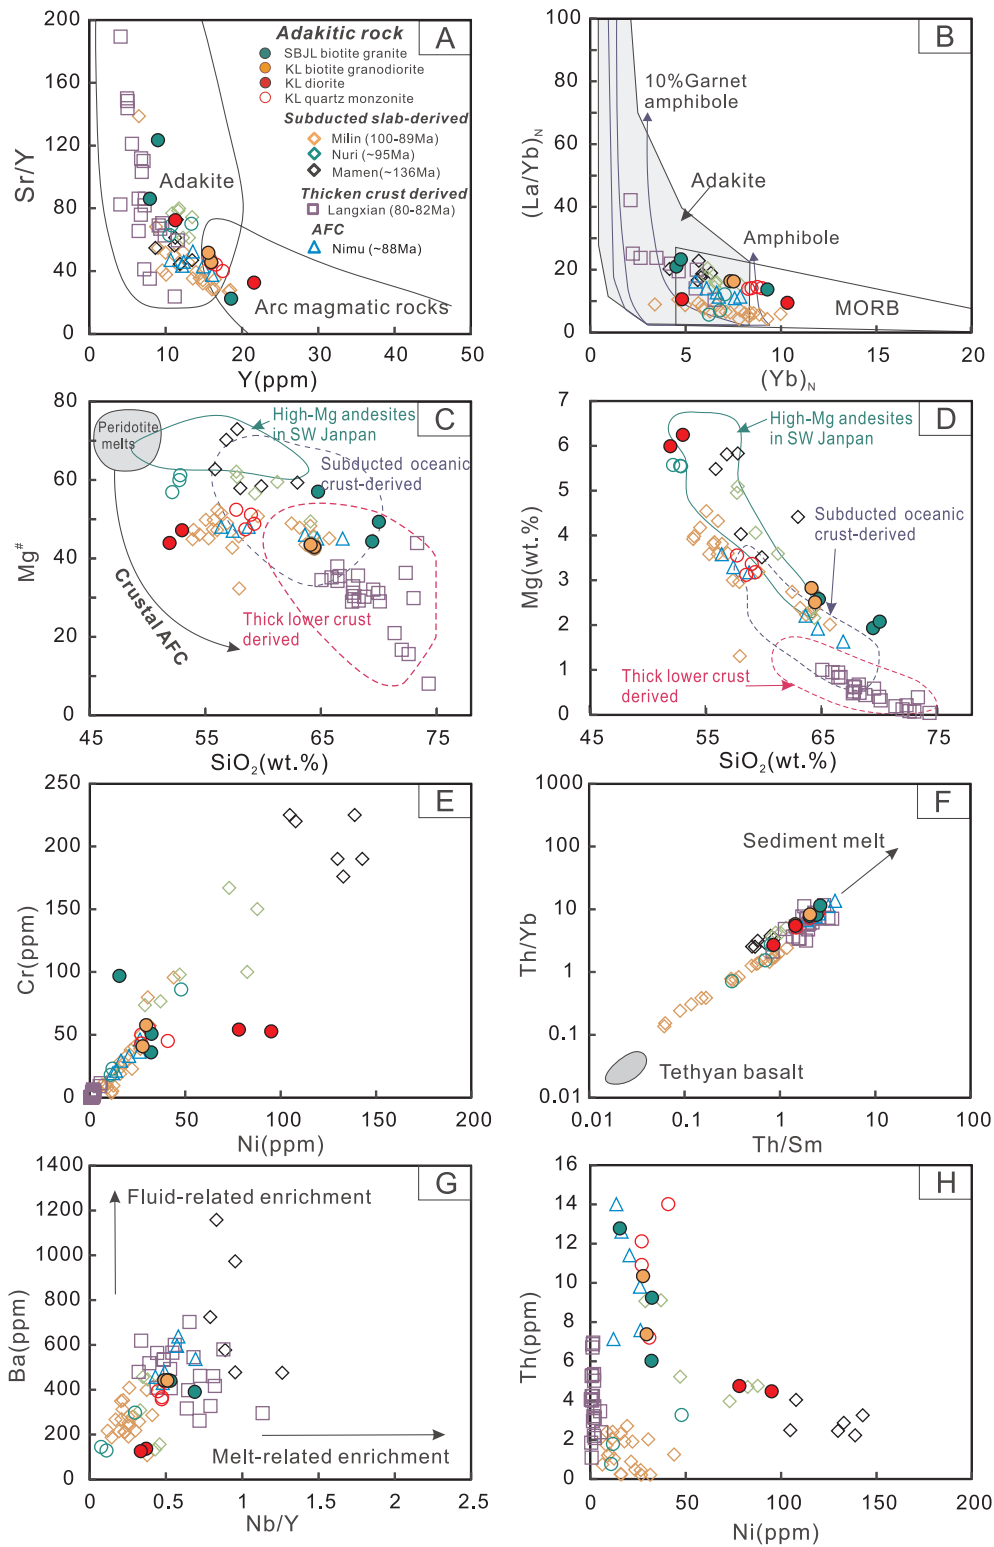 A
Adakitic rock
SBJL biotite granite
KL biotite granodiorite
KL diorite
KL quartz monzonite
Subducted slab-derived
Milin (100-89Ma)
Nuri (~95Ma)
Mamen(~136Ma)
Thicken crust derived
Langxian (80-82Ma)
AFC
Nimu (~88Ma)
Adakite
Arc magmatic rocks
Sr/Y
200
160
120
80
40
0
0 10 20 30 40 50
Y(ppm)
B
10%Garnet
amphibole
Adakite
Amphibole
MORB
(La/Yb)N
100
80
60
40
20
0
0 5 10 15 20
(Yb)N
C
Peridotite
melts
High-Mg andesites
in SW Janpan
Subducted oceanic
crust-derived
Thick lower crust
derived
Crustal AFC
Mg#
80
60
40
20
0
45 55 65 75
SiO2(wt.%)
D
High-Mg andesites
in SW Janpan
Subducted oceanic
crust-derived
Thick lower crust
derived
Mg(wt.%)
7
6
5
4
3
2
1
0
45 55 65 75
SiO2(wt.%)
E
Cr(ppm)
250
200
150
100
50
0
0 50 100 150 200
Ni(ppm)
F
Sediment melt
Tethyan basalt
Th/Yb
1000
100
10
1
0.1
0.01
0.01 0.1 1 10 100
Th/Sm
G
Fluid-related enrichment
Melt-related enrichment
Ba(ppm)
1400
1200
1000
800
600
400
200
0
0 0.5 1 1.5 2 2.5
Nb/Y
H
Th(ppm)
16
14
12
10
8
6
4
2
0
0 50 100 150 200
Ni(ppm)